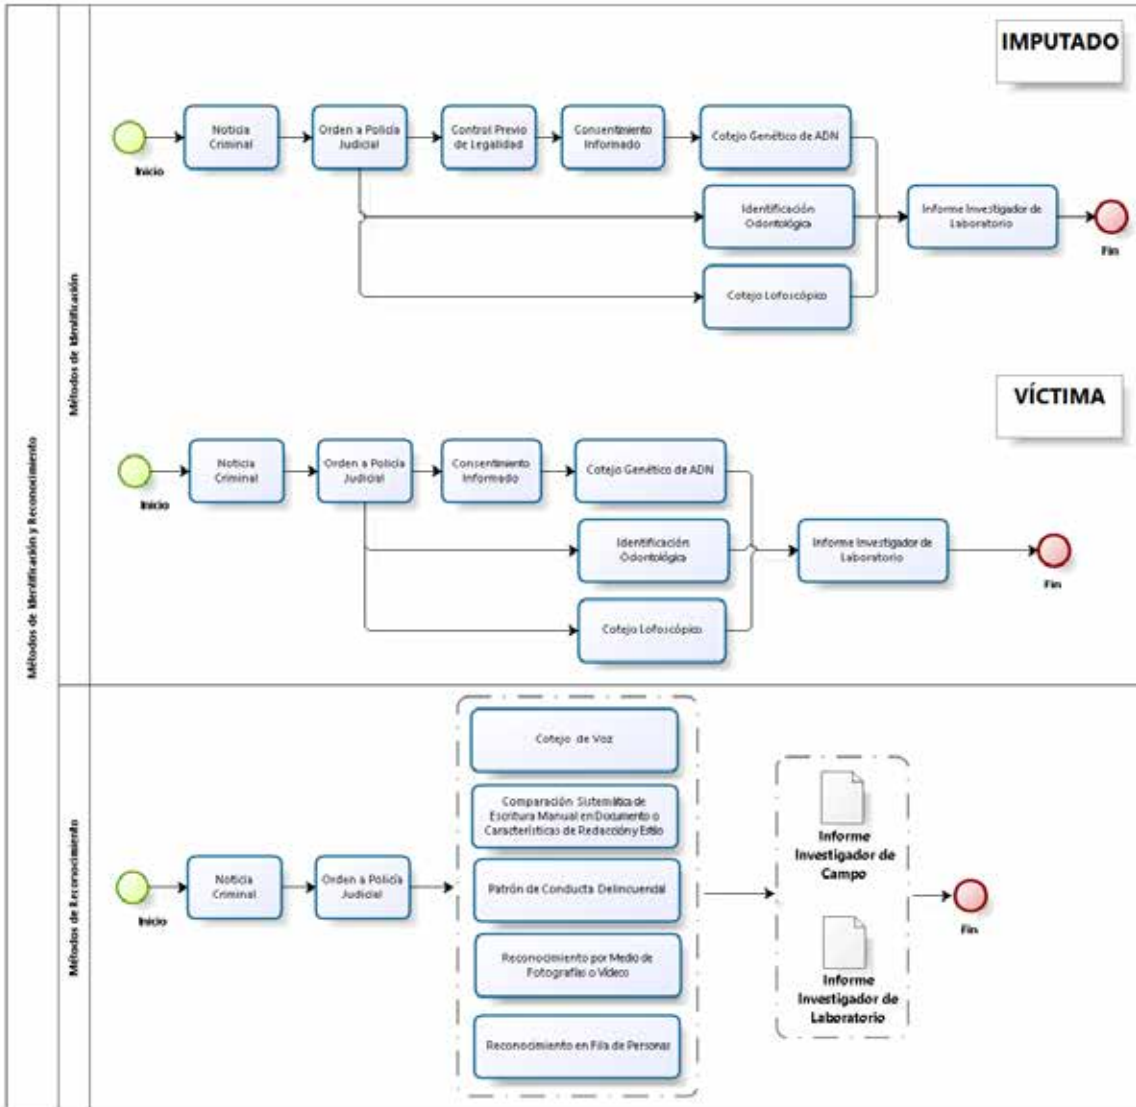 Métodos de Identificación y Reconocimiento
Métodos de Identificación
IMPUTADO
Inicio
Noticia
Criminal
Orden a Policía
Judicial
Control Previo
de Legalidad
Consentimiento
Informado
Cotejo Genético de ADN
Identificación
Odontológica
Cotejo Lofoscópico
Informe Investigador de
Laboratorio
Fin
VÍCTIMA
Inicio
Noticia
Criminal
Orden a Policía
Judicial
Consentimiento
Informado
Cotejo Genético de ADN
Identificación
Odontológica
Cotejo Lofoscópico
Informe Investigador de
Laboratorio
Fin
Métodos de Reconocimiento
Inicio
Noticia
Criminal
Orden a Policía
Judicial
Cotejo de Voz
Comparación Sistemática de
Escritura Manual en Documento o
Características de Redacción y Estilo
Patrón de Conducta Delincuencial
Reconocimiento por Medio de
Fotografías o Vídeo
Reconocimiento en Fila de Personas
Informe
Investigador de
Campo
Informe
Investigador de
Laboratorio
Fin